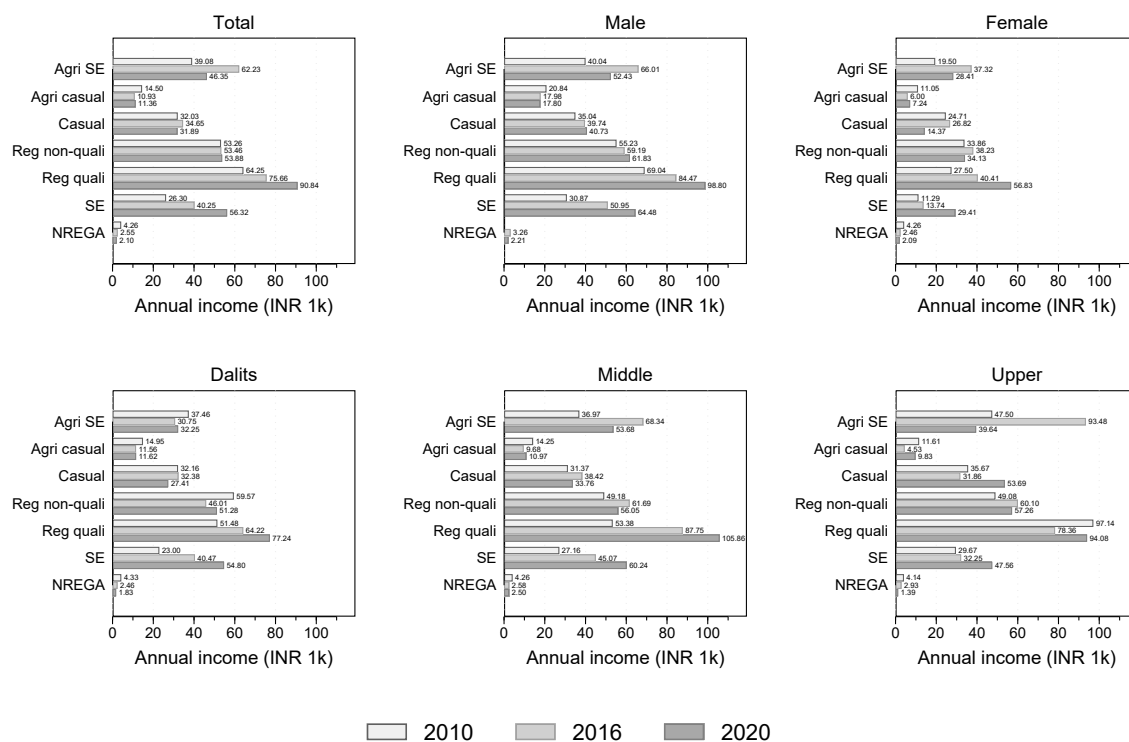 Total
Agri SE
39.08
62.23
46.35
Agri casual
14.50
10.93
11.36
Casual
32.03
34.65
31.89
Reg non-quali
53.26
53.46
53.88
Reg quali
64.25
75.66
90.84
SE
26.30
40.25
56.32
NREGA
4.26
2.55
2.10
0 20 40 60 80 100
Annual income (INR 1k)
Male
Agri SE
40.04
66.01
52.43
Agri casual
20.84
17.98
17.80
Casual
35.04
39.74
40.73
Reg non-quali
55.23
59.19
61.83
Reg quali
69.04
84.47
98.80
SE
30.87
50.95
64.48
NREGA
3.26
2.21
0 20 40 60 80 100
Annual income (INR 1k)
Female
Agri SE
19.50
37.32
28.41
Agri casual
11.05
6.00
7.24
Casual
24.71
26.82
14.37
Reg non-quali
33.86
38.23
34.13
Reg quali
27.50
40.41
56.83
SE
11.29
13.74
29.41
NREGA
4.26
2.46
2.09
0 20 40 60 80 100
Annual income (INR 1k)
Dalits
Agri SE
37.46
30.75
32.25
Agri casual
14.95
11.56
11.62
Casual
32.16
32.38
27.41
Reg non-quali
59.57
46.01
51.28
Reg quali
51.48
64.22
77.24
SE
23.00
40.47
54.80
NREGA
4.33
2.46
1.83
0 20 40 60 80 100
Annual income (INR 1k)
Middle
Agri SE
36.97
68.34
53.68
Agri casual
14.25
9.68
10.97
Casual
31.37
38.42
33.76
Reg non-quali
49.18
61.69
56.05
Reg quali
53.38
87.75
105.86
SE
27.16
45.07
60.24
NREGA
4.26
2.58
2.50
0 20 40 60 80 100
Annual income (INR 1k)
Upper
Agri SE
47.50
93.48
39.64
Agri casual
11.61
4.53
9.83
Casual
35.67
31.86
53.69
Reg non-quali
49.08
60.10
57.26
Reg quali
97.14
78.36
94.08
SE
29.67
32.25
47.56
NREGA
4.14
2.93
1.39
0 20 40 60 80 100
Annual income (INR 1k)
2010 2016 2020